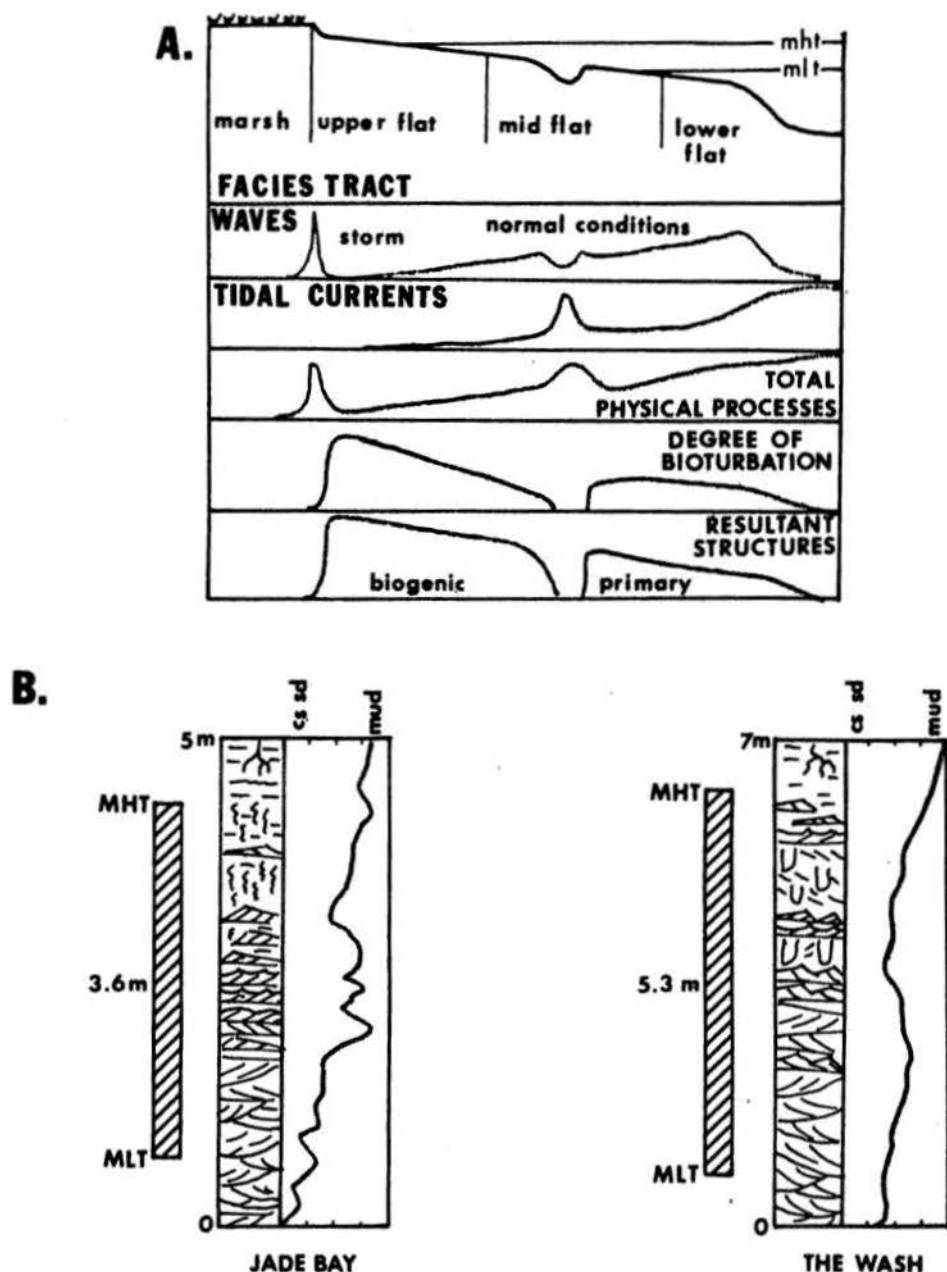 A.
mht
mlt
marsh
upper flat
mid flat
lower
flat
FACIES TRACT
WAVES
storm
normal conditions
TIDAL CURRENTS
TOTAL
PHYSICAL PROCESSES
DEGREE OF
BIOTURBATION
RESULTANT
STRUCTURES
biogenic
primary
B.
cs sd
mud
5m
MHT
3.6m
MLT
0
JADE BAY
cs sd
mud
7m
MHT
5.3 m
MLT
0
THE WASH